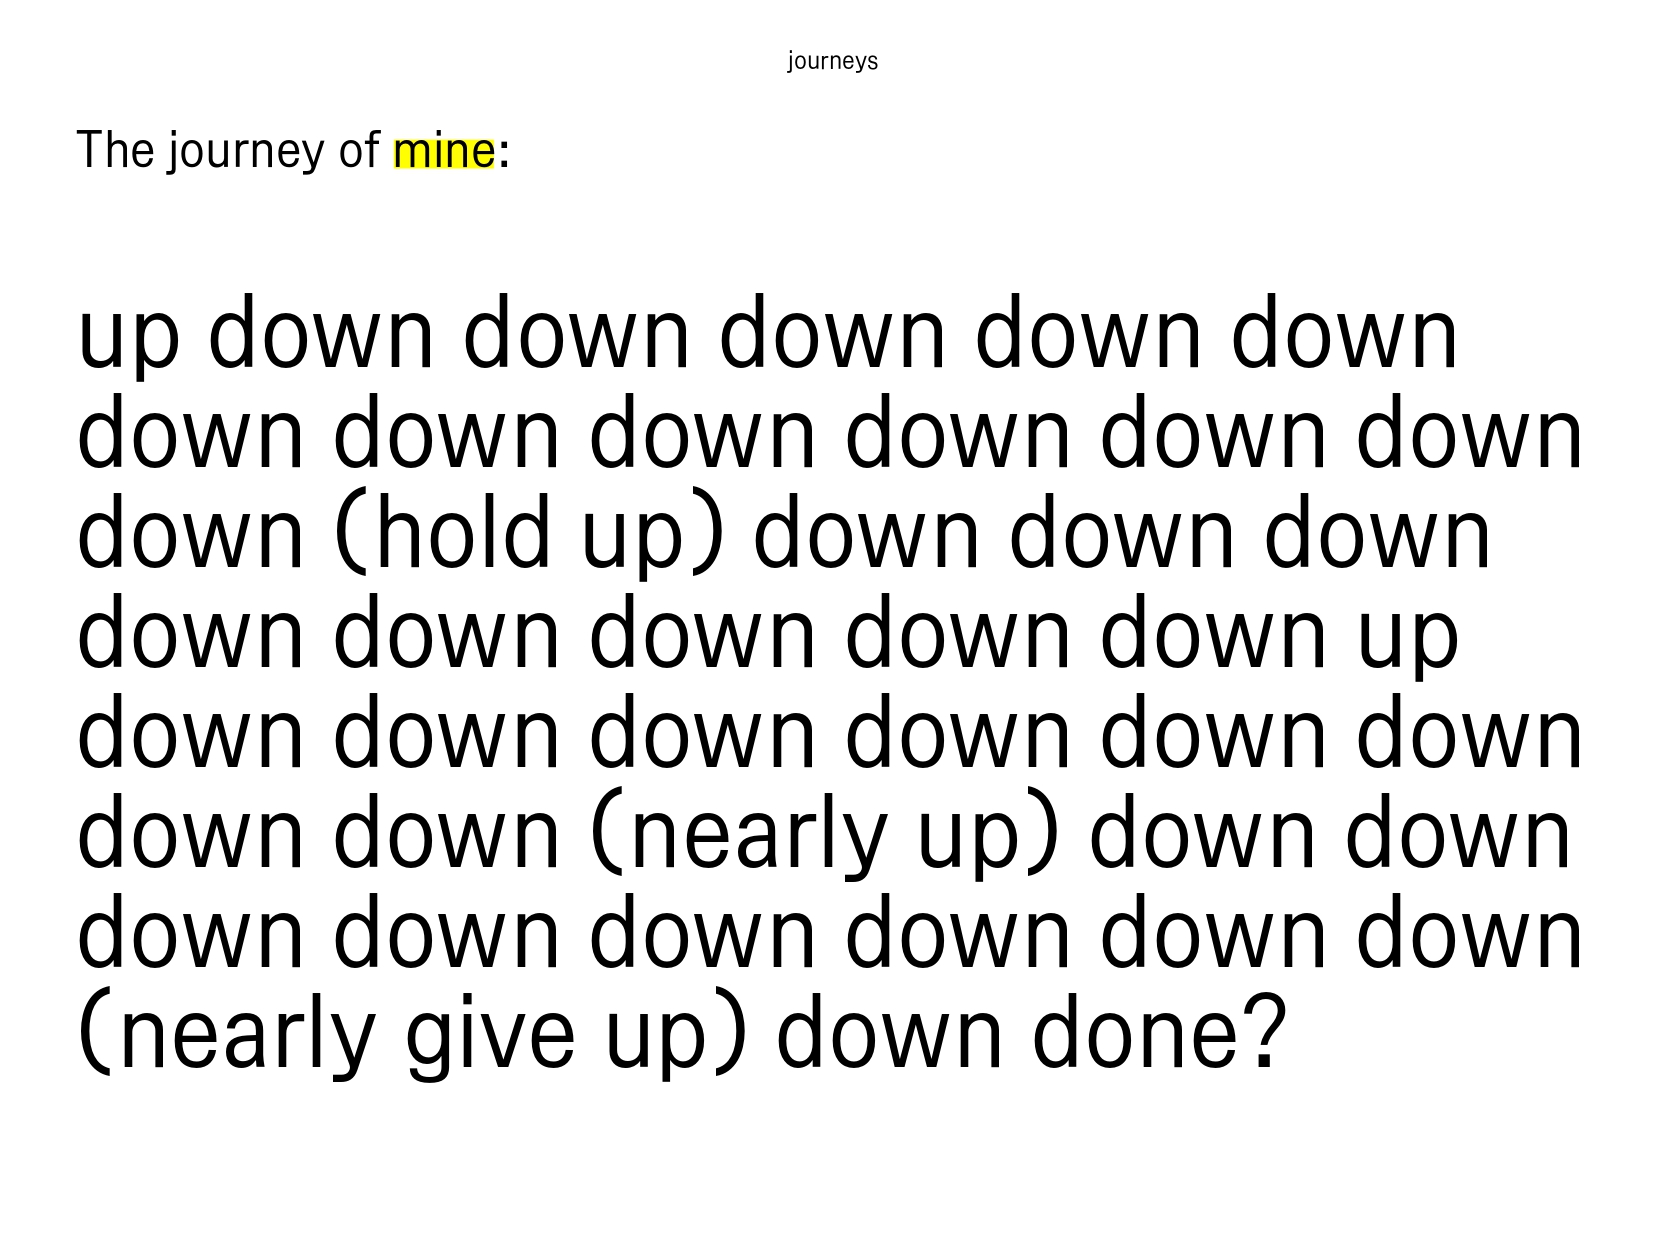 journeys
The journey of mine:
up down down down down down
down down down down down down
down (hold up) down down down
down down down down down up
down down down down down down
down down (nearly up) down down
down down down down down down
(nearly give up) down done?